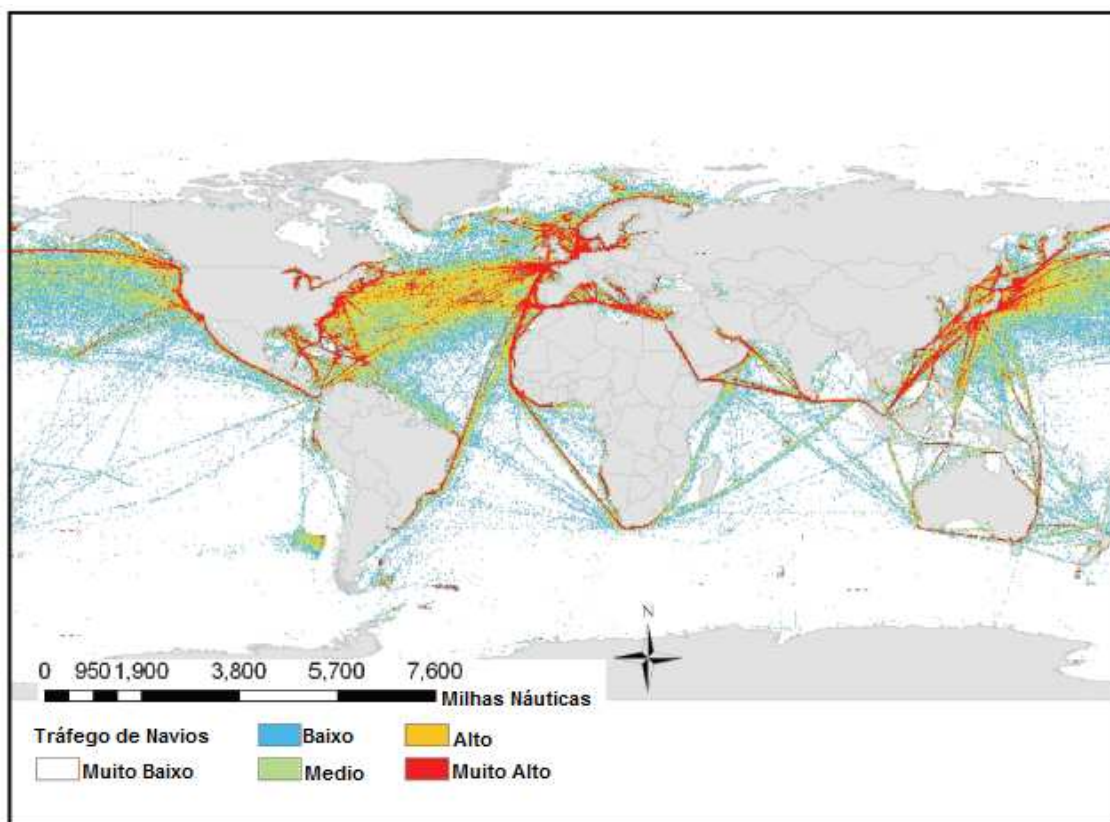 N
0 950 1,900 3,800 5,700 7,600
Milhas Náuticas
Tráfego de Navios
Baixo
Alto
Muito Baixo
Medio
Muito Alto